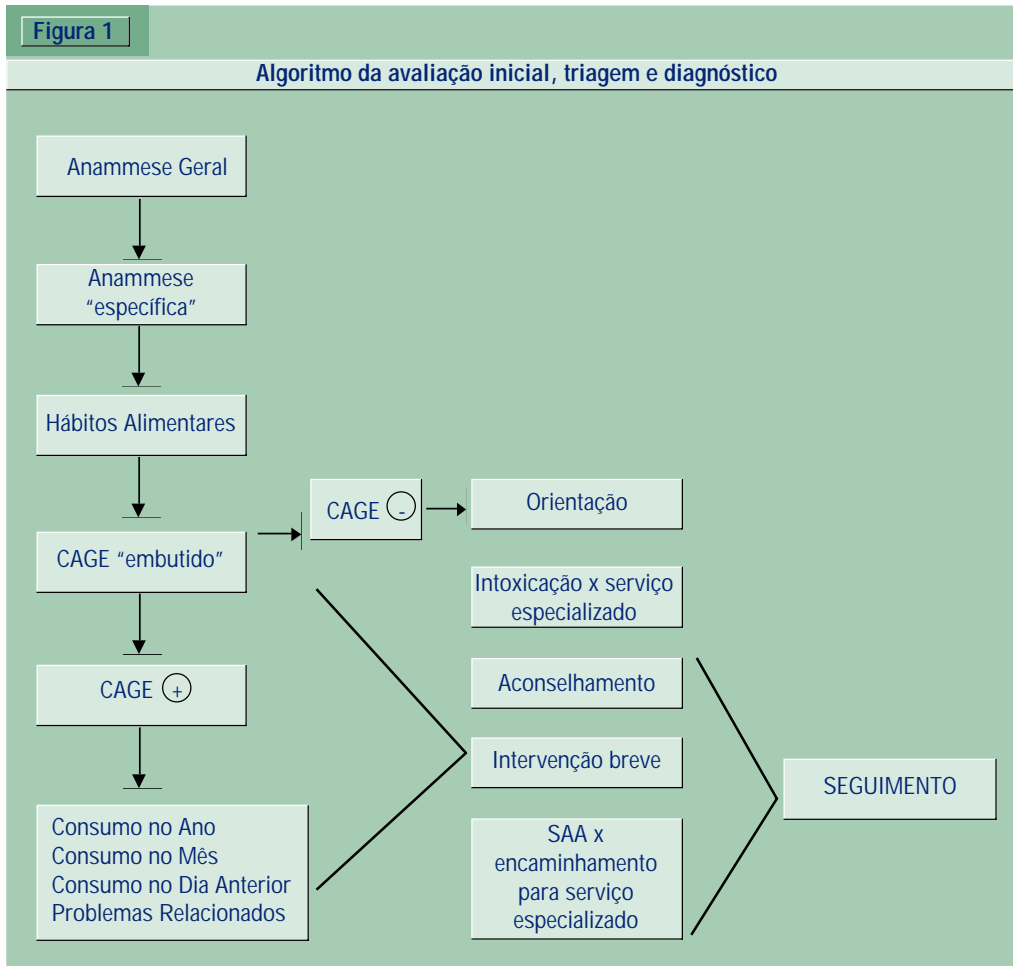 Figura 1
Algoritmo da avaliação inicial, triagem e diagnóstico
Anammese Geral
Anammese
“específica”
Hábitos Alimentares
CAGE “embutido”
CAGE -
Orientação
Intoxicação x serviço
especializado
CAGE +
Aconselhamento
Intervenção breve
SEGUIMENTO
Consumo no Ano
Consumo no Mês
Consumo no Dia Anterior
Problemas Relacionados
SAA x
encaminhamento
para serviço
especializado